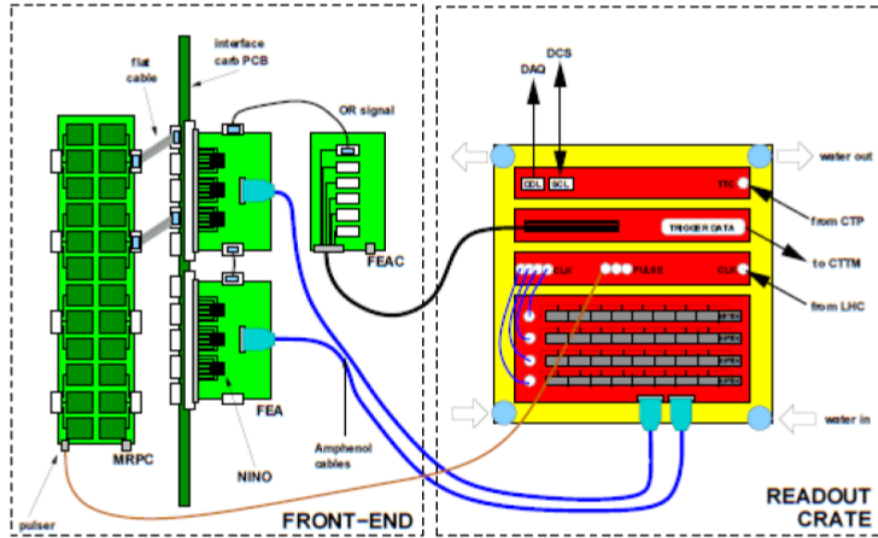 interface
carb PCB
flat
cable
OR signal
FEAC
FEA
MRPC
NINO
Amphenol
cables
pulser
FRONT-END
DCS
DAQ
water out
DDL
SCL
TTC
from CTP
TRIGGER DATA
to CTTM
CLK
PULSE
CLK
from LHC
water in
READOUT
CRATE